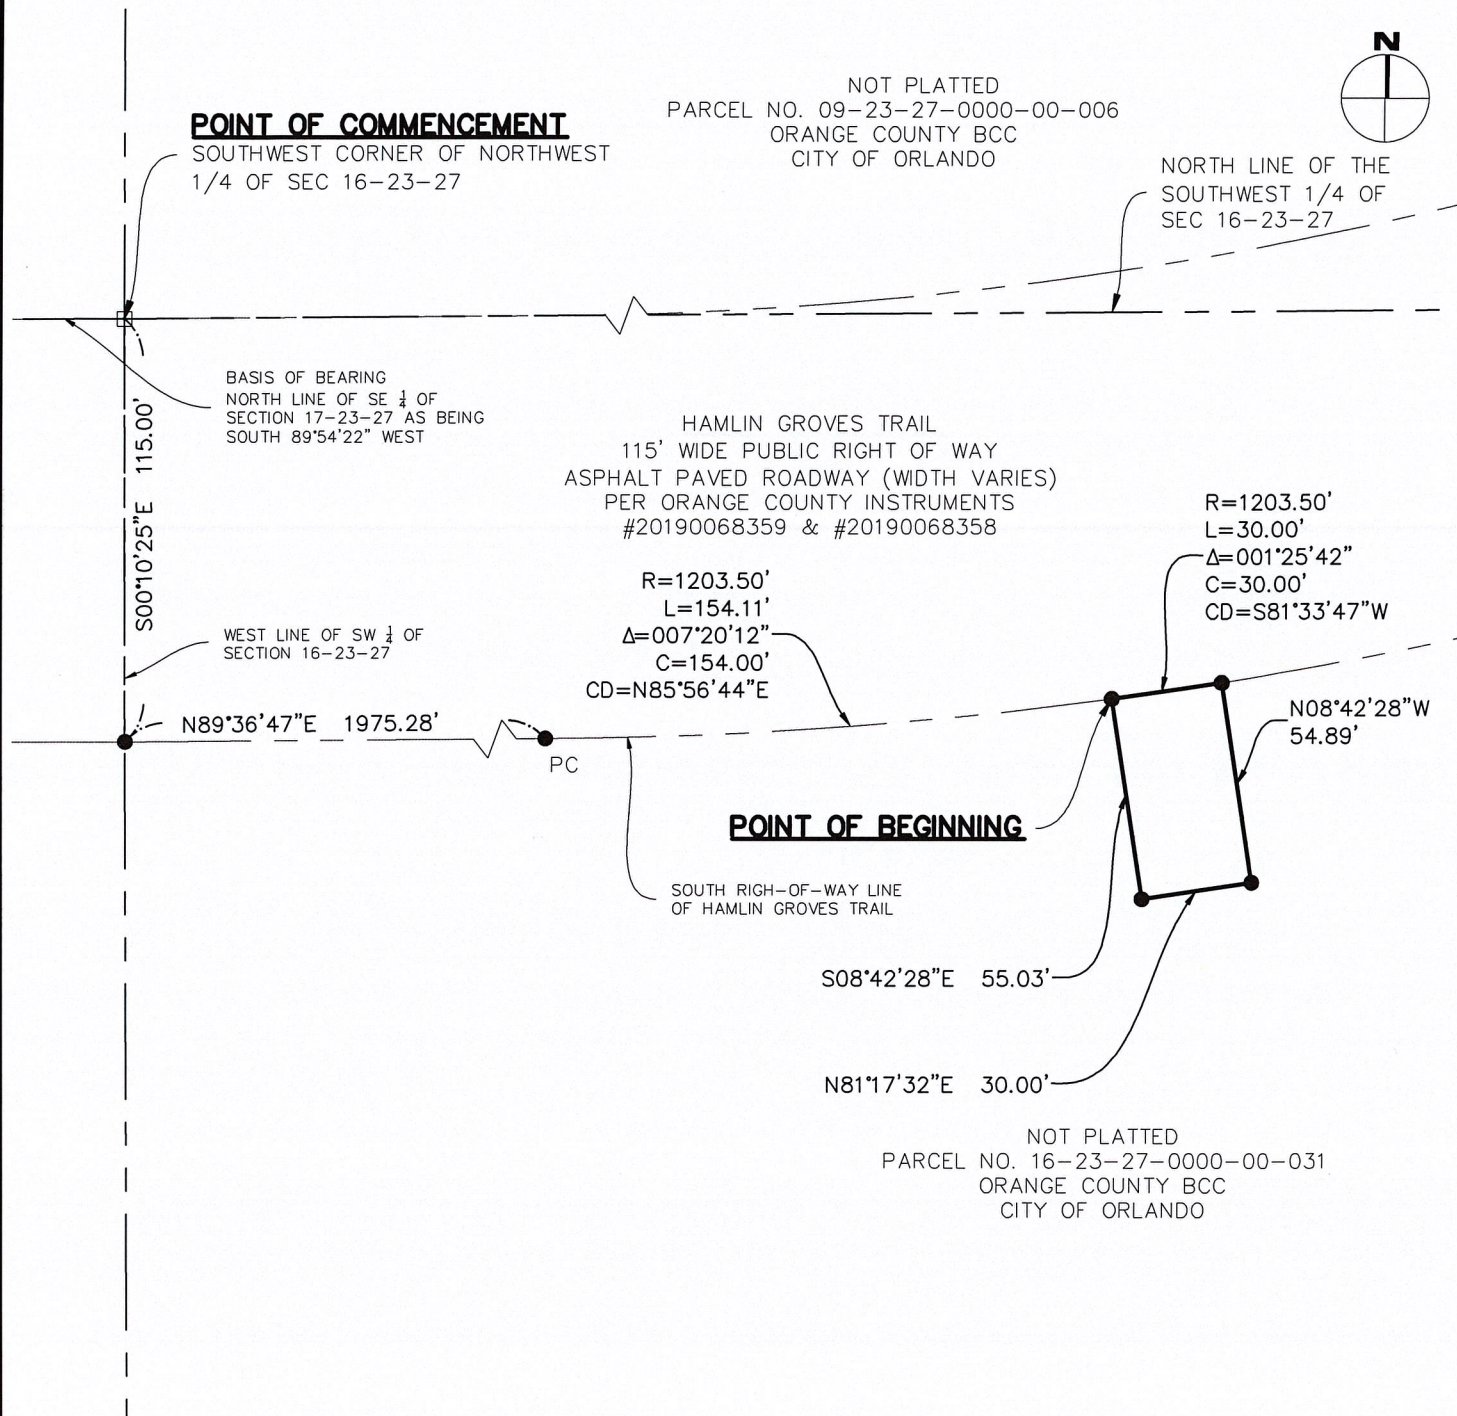 N
NOT PLATTED
PARCEL NO. 09-23-27-0000-00-006
ORANGE COUNTY BCC
CITY OF ORLANDO
POINT OF COMMENCEMENT
SOUTHWEST CORNER OF NORTHWEST
1/4 OF SEC 16-23-27
NORTH LINE OF THE
SOUTHWEST 1/4 OF
SEC 16-23-27
BASIS OF BEARING
NORTH LINE OF SE 1/4 OF
SECTION 17-23-27 AS BEING
SOUTH 89°54'22" WEST
S00°10'25"E 115.00'
HAMLIN GROVES TRAIL
115' WIDE PUBLIC RIGHT OF WAY
ASPHALT PAVED ROADWAY (WIDTH VARIES)
PER ORANGE COUNTY INSTRUMENTS
#20190068359 & #20190068358
R=1203.50'
L=30.00'
Δ=001°25'42"
C=30.00'
CD=S81°33'47"W
R=1203.50'
L=154.11'
Δ=007°20'12"
C=154.00'
CD=N85°56'44"E
WEST LINE OF SW 1/4 OF
SECTION 16-23-27
N89°36'47"E 1975.28'
PC
N08°42'28"W
54.89'
POINT OF BEGINNING
SOUTH RIGH-OF-WAY LINE
OF HAMLIN GROVES TRAIL
S08°42'28"E 55.03'
N81°17'32"E 30.00'
NOT PLATTED
PARCEL NO. 16-23-27-0000-00-031
ORANGE COUNTY BCC
CITY OF ORLANDO